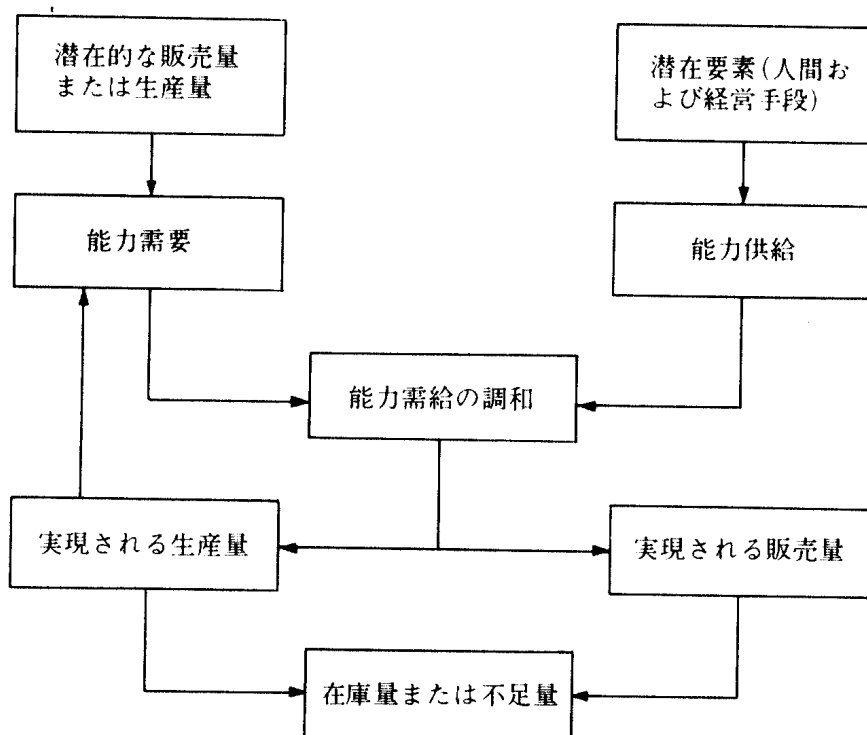 潜在的な販売量
または生産量
潜在要素(人間お
よび経営手段)
能力需要
能力供給
能力需給の調和
実現される生産量
実現される販売量
在庫量または不足量